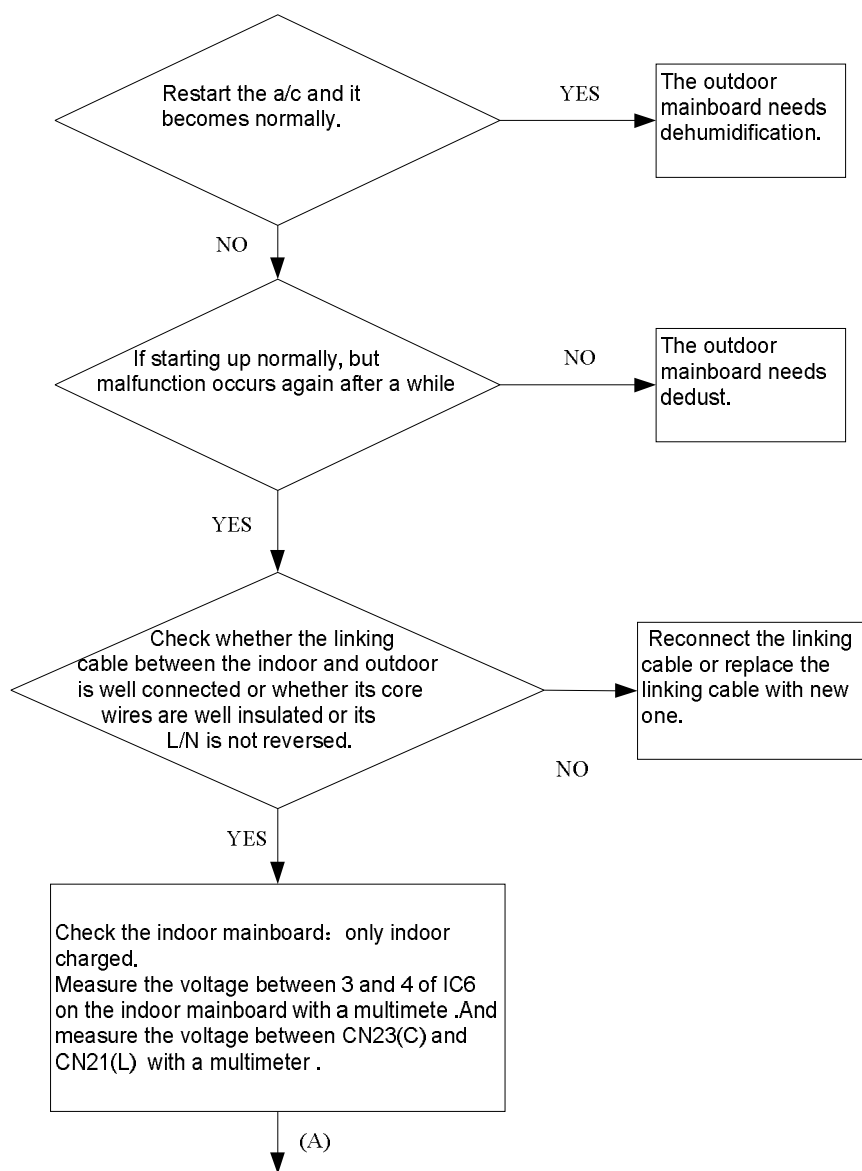 Restart the a/c and it
becomes normally.
YES
The outdoor
mainboard needs
dehumidification.
NO
If starting up normally, but
malfunction occurs again after a while
NO
The outdoor
mainboard needs
dedust.
YES
Check whether the linking
cable between the indoor and outdoor
is well connected or whether its core
wires are well insulated or its
L/N is not reversed.
Reconnect the linking
cable or replace the
linking cable with new
one.
NO
YES
Check the indoor mainboard：only indoor
charged.
Measure the voltage between 3 and 4 of IC6
on the indoor mainboard with a multimete .And
measure the voltage between CN23(C) and
CN21(L) with a multimeter .
(A)